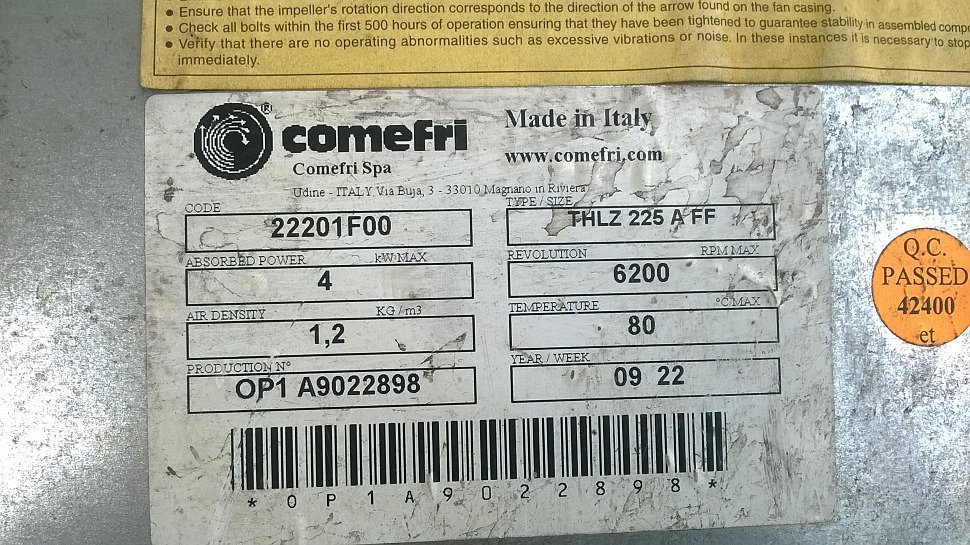 • Ensure that the impeller's rotation direction corresponds to the direction of the arrow found on the fan casing.
• Check all bolts within the first 500 hours of operation ensuring that they have been tightened to guarantee stability in assembled
• Verify that there are no operating abnormalities such as excessive vibrations or noise. In these instances it is necessary to stop
immediately.
comefri ®
Made in Italy
Comefri Spa
www.comefri.com
Udine - ITALY Via Buja, 3 - 33010 Magnano in Riviera
CODE
22201F00
TYPE / SIZE
THLZ 225 A FF
ABSORBED POWER kW MAX
4
REVOLUTION RPM MAX
6200
AIR DENSITY KG / m3
1,2
TEMPERATURE °C MAX
80
PRODUCTION N°
OP1 A9022898
YEAR / WEEK
09 22
* 0 P 1 A 9 0 2 2 8 9 8 *
Q.C.
PASSED
42400
et